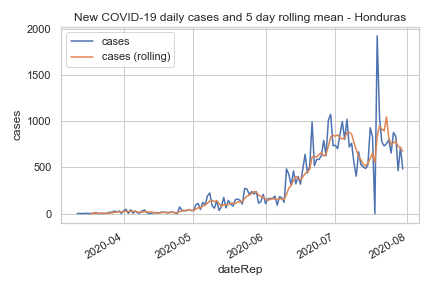 New COVID-19 daily cases and 5 day rolling mean - Honduras
cases
cases (rolling)
2000
1500
1000
500
0
cases
2020-04
2020-05
2020-06
2020-07
2020-08
dateRep